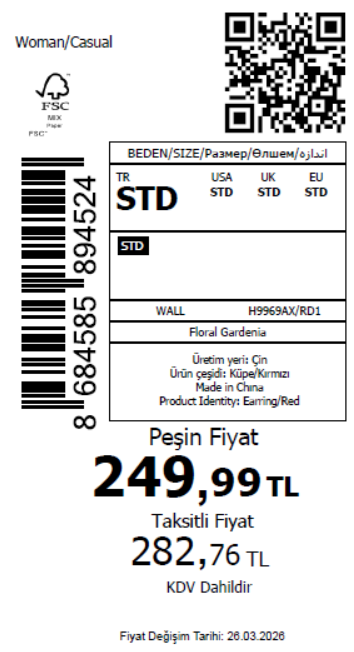 Woman/Casual
FSC
MIX
Paper
FSC™
8 684585 894524
BEDEN/SIZE/Размер/Өлшем/اندازه
TR USA UK EU
STD STD STD STD
STD
WALL H9969AX/RD1
Floral Gardenia
Üretim yeri: Çin
Ürün çeşidi: Küpe/Kırmızı
Made in China
Product Identity: Earring/Red
Peşin Fiyat
249,99 TL
Taksitli Fiyat
282,76 TL
KDV Dahildir
Fiyat Değişim Tarihi: 26.03.2026